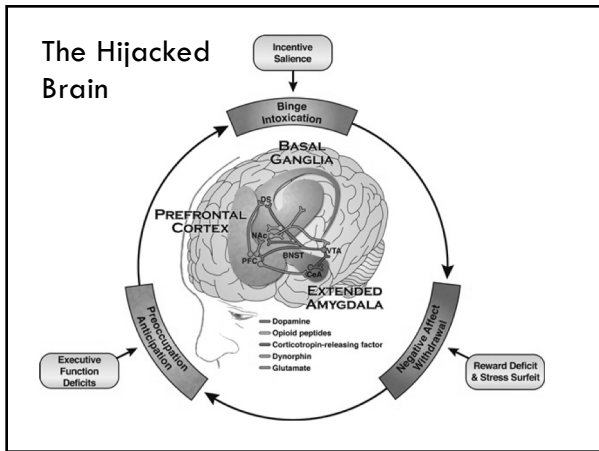 The Hijacked
Brain
Incentive
Salience
Binge
Intoxication
BASAL
GANGLIA
PREFRONTAL
CORTEX
DS
NAc
PFC
BNST
VTA
CeA
EXTENDED
AMYGDALA
Dopamine
Opioid peptides
Corticotropin-releasing factor
Dynorphin
Glutamate
Preoccupation
Anticipation
Negative Affect
Withdrawal
Executive
Function
Deficits
Reward Deficit
& Stress Surfeit